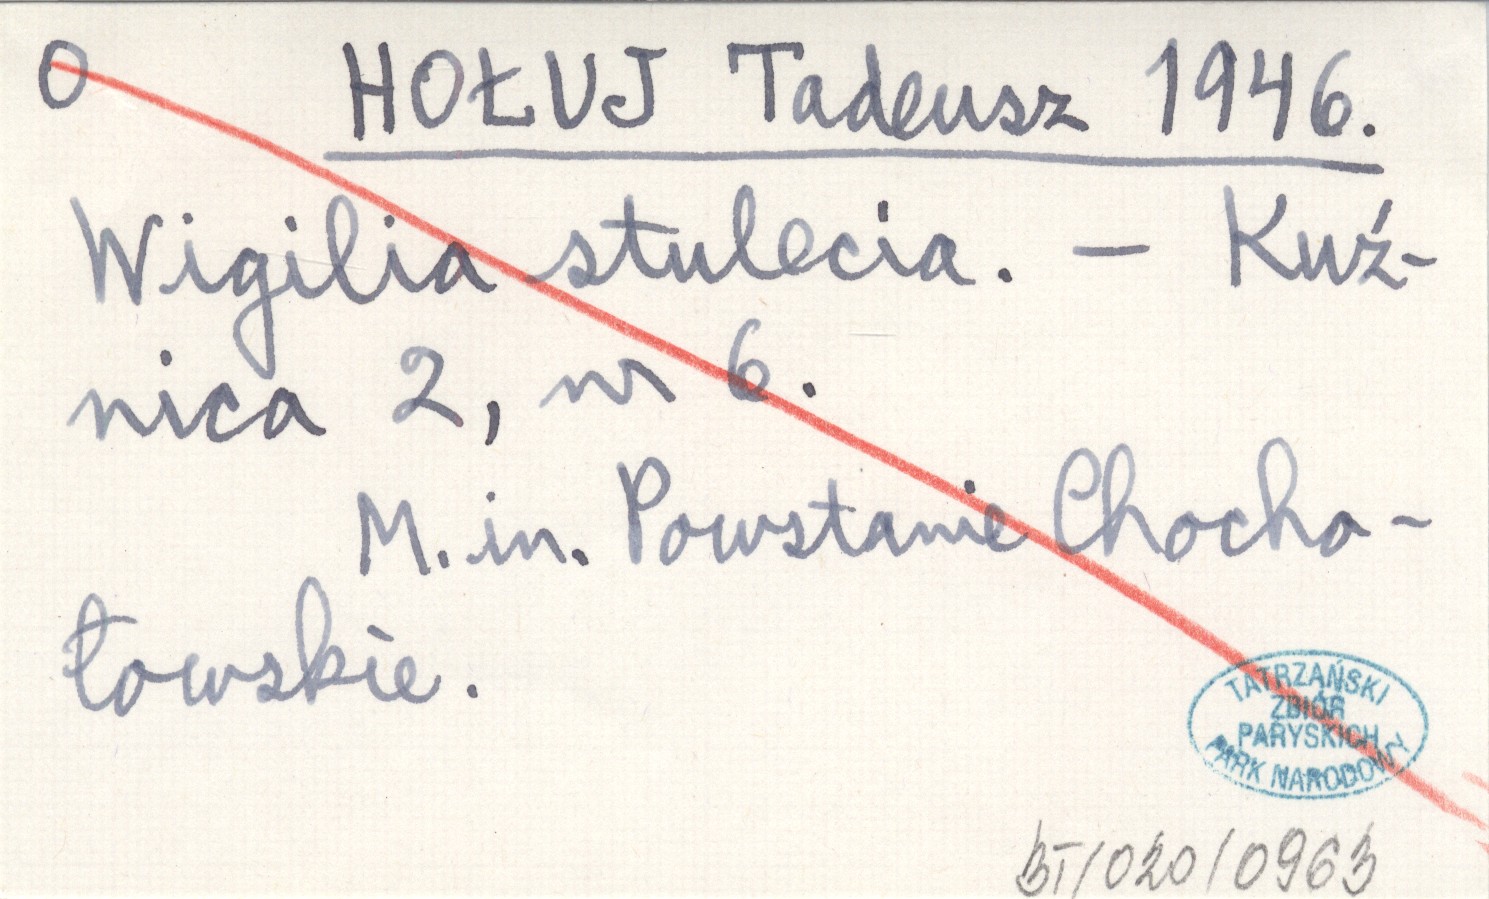 O HOŁUJ Tadeusz 1946.
Wigilia stulecia. – Kuź-
nica 2, nr 6.
M. in. Powstanie Chocho-
łowskie.
TATRZAŃSKI
ZBIÓR
PARYSKICH
PARK NARODOWY
BT/020/0963